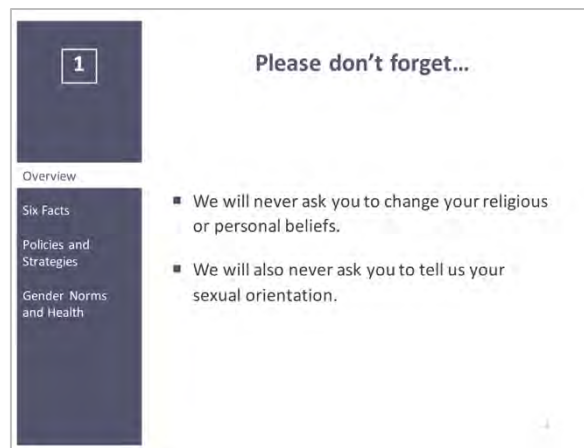 1
Please don't forget...
Overview
Six Facts
Policies and
Strategies
Gender Norms
and Health
■ We will never ask you to change your religious
or personal beliefs.
■ We will also never ask you to tell us your
sexual orientation.